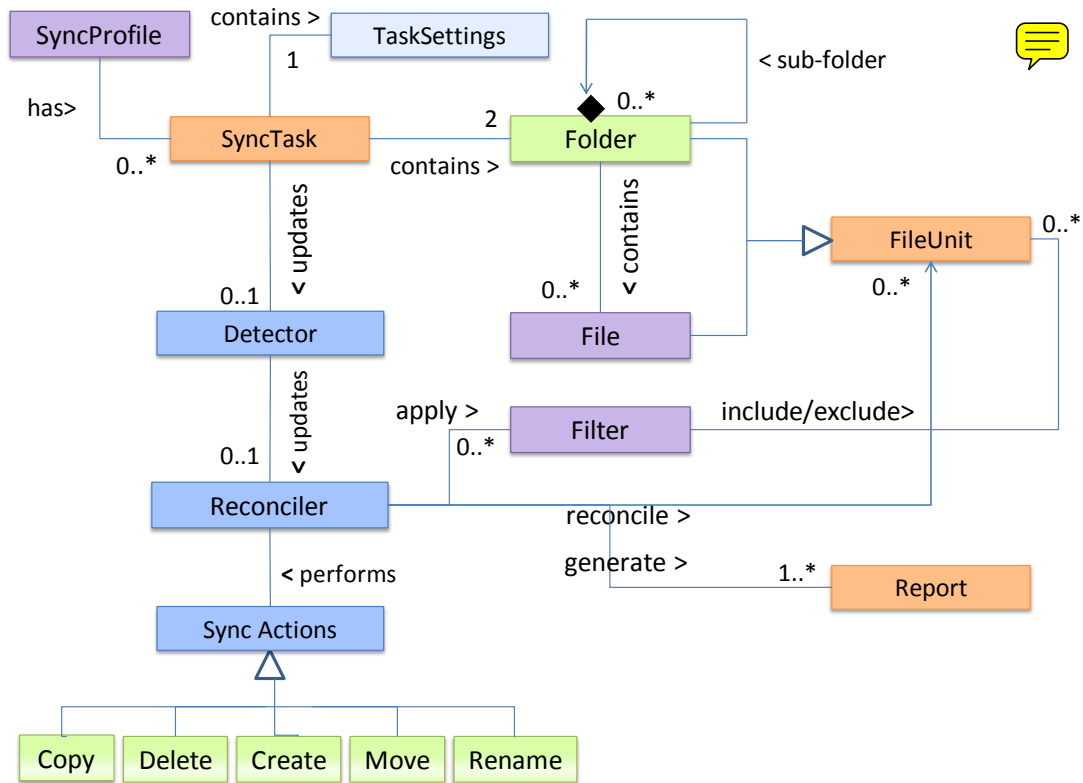 contains >
SyncProfile
TaskSettings
1
< sub-folder
has>
0..*
2
SyncTask
Folder
0..*
contains >
< updates
< contains
FileUnit
0..*
0..*
0..1
0..*
Detector
File
< updates
apply >
include/exclude>
0..*
Filter
0..1
Reconciler
reconcile >
generate >
< performs
1..*
Report
Sync Actions
Copy
Delete
Create
Move
Rename